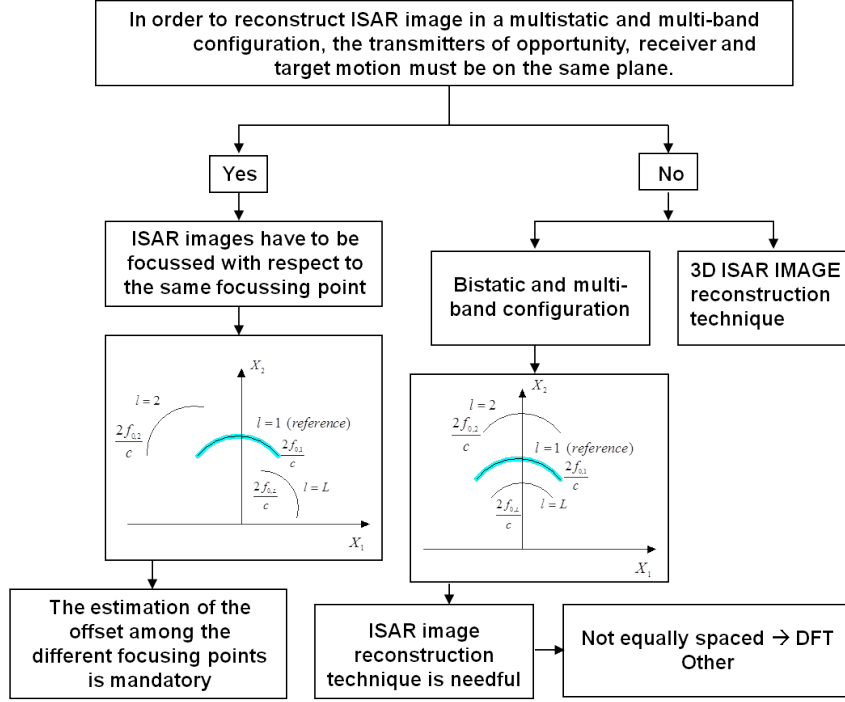 In order to reconstruct ISAR image in a multistatic and multi-band
configuration, the transmitters of opportunity, receiver and
target motion must be on the same plane.
Yes
No
ISAR images have to be
focussed with respect to
the same focussing point
Bistatic and multi-
band configuration
3D ISAR IMAGE
reconstruction
technique
X₂
l = 2
2f₀,₂
c
l = 1 (reference)
2f₀,₁
c
2f₀,L
c
l = L
X₁
X₂
l = 2
2f₀,₂
c
l = 1 (reference)
2f₀,₁
c
2f₀,L
c
l = L
X₁
The estimation of the
offset among the
different focusing points
is mandatory
ISAR image
reconstruction
technique is needful
Not equally spaced → DFT
Other